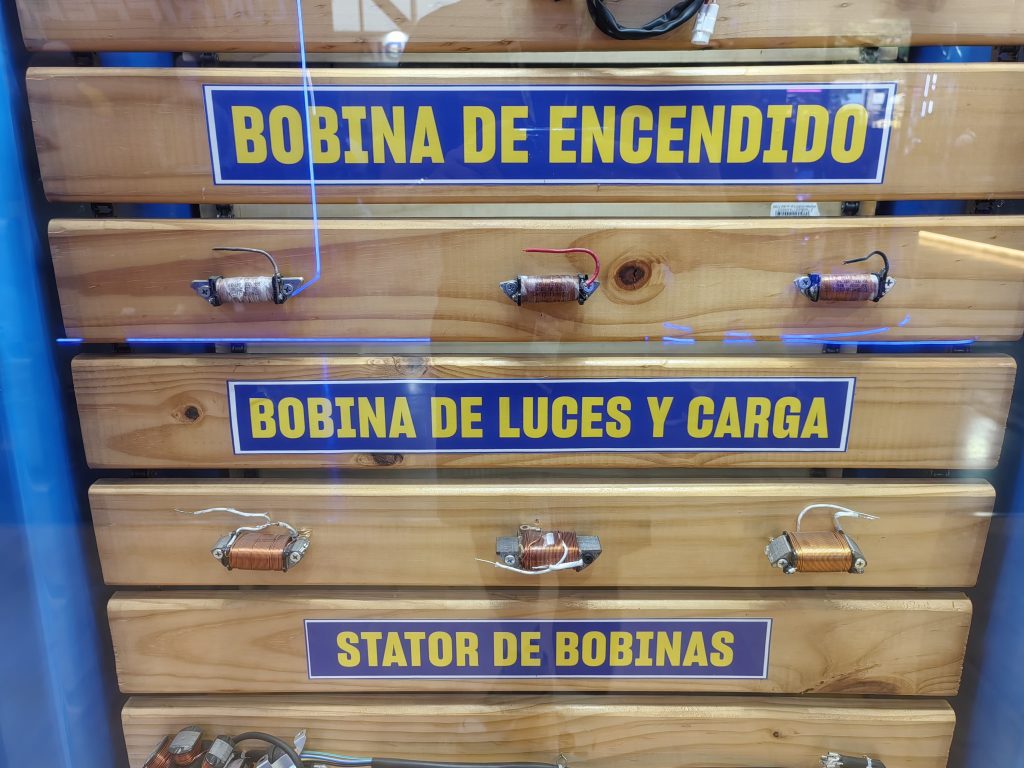 BOBINA DE ENCENDIDO
BOBINA DE LUCES Y CARGA
STATOR DE BOBINAS